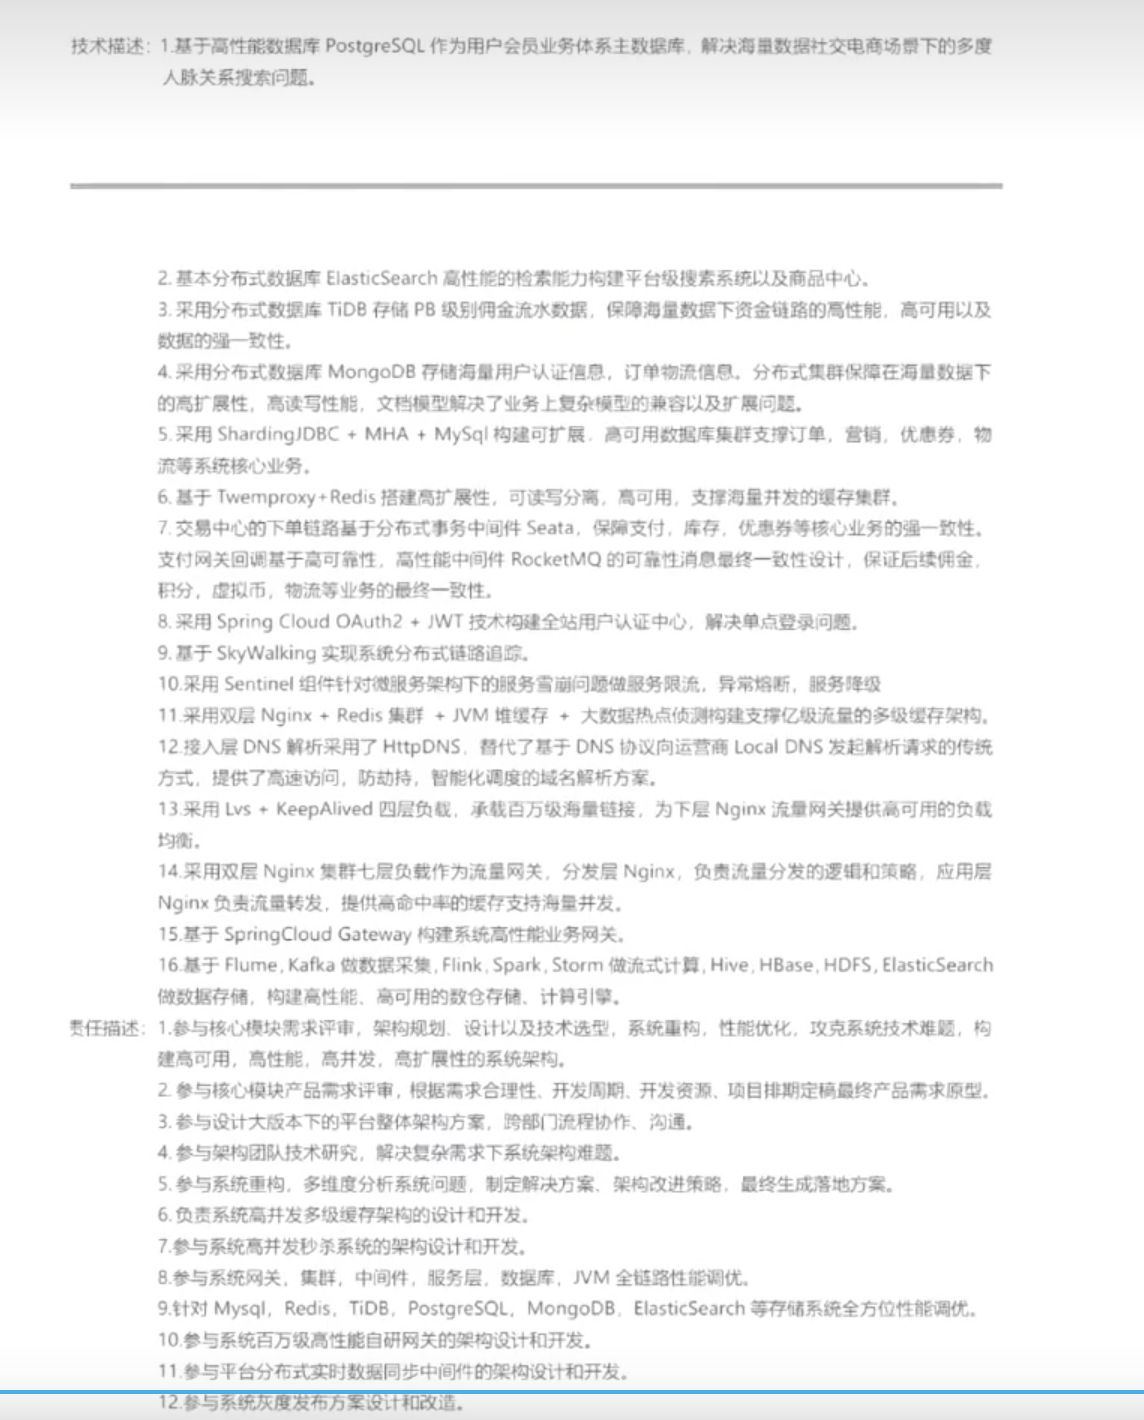 技术描述：1.基于高性能数据库 PostgreSQL 作为用户会员业务体系主数据库，解决海量数据社交电商场景下的多度
人脉关系搜索问题。
2.基本分布式数据库 ElasticSearch 高性能的检索能力构建平台级搜索系统以及商品中心。
3.采用分布式数据库 TiDB 存储 PB 级别佣金流水数据，保障海量数据下资金链路的高性能，高可用以及
数据的强一致性。
4.采用分布式数据库 MongoDB 存储海量用户认证信息，订单物流信息。分布式集群保障在海量数据下
的高扩展性，高读写性能，文档模型解决了业务上复杂模型的兼容以及扩展问题。
5.采用 ShardingJDBC + MHA + MySql 构建可扩展，高可用数据库集群支撑订单，营销，优惠券，物
流等系统核心业务。
6.基于 Twemproxy+Redis 搭建高扩展性，可读写分离，高可用，支撑海量并发的缓存集群。
7.交易中心的下单链路基于分布式事务中间件 Seata，保障支付，库存，优惠券等核心业务的强一致性。
支付网关回调基于高可靠性，高性能中间件 RocketMQ 的可靠性消息最终一致性设计，保证后续佣金，
积分，虚拟币，物流等业务的最终一致性。
8.采用 Spring Cloud OAuth2 + JWT 技术构建全站用户认证中心，解决单点登录问题。
9.基于 SkyWalking 实现系统分布式链路追踪。
10.采用 Sentinel 组件针对微服务架构下的服务雪崩问题做服务限流，异常熔断，服务降级
11.采用双层 Nginx + Redis 集群 + JVM 堆缓存 + 大数据热点侦测构建支撑亿级流量的多级缓存架构。
12.接入层 DNS 解析采用了 HttpDNS，替代了基于 DNS 协议向运营商 Local DNS 发起解析请求的传统
方式，提供了高速访问，防劫持，智能化调度的域名解析方案。
13.采用 Lvs + KeepAlived 四层负载，承载百万级海量链接，为下层 Nginx 流量网关提供高可用的负载
均衡。
14.采用双层 Nginx 集群七层负载作为流量网关，分发层 Nginx，负责流量分发的逻辑和策略，应用层
Nginx 负责流量转发，提供高命中率的缓存支持海量并发。
15.基于 SpringCloud Gateway 构建系统高性能业务网关。
16.基于 Flume,Kafka 做数据采集,Flink,Spark,Storm 做流式计算,Hive,HBase,HDFS,ElasticSearch
做数据存储，构建高性能、高可用的数仓存储、计算引擎。
责任描述：1.参与核心模块需求评审，架构规划、设计以及技术选型，系统重构，性能优化，攻克系统技术难题，构
建高可用，高性能，高并发，高扩展性的系统架构。
2.参与核心模块产品需求评审，根据需求合理性、开发周期、开发资源、项目排期定稿最终产品需求原型。
3.参与设计大版本下的平台整体架构方案，跨部门流程协作、沟通。
4.参与架构团队技术研究，解决复杂需求下系统架构难题。
5.参与系统重构，多维度分析系统问题，制定解决方案、架构改进策略，最终生成落地方案。
6.负责系统高并发多级缓存架构的设计和开发。
7.参与系统高并发秒杀系统的架构设计和开发。
8.参与系统网关，集群，中间件，服务层，数据库，JVM 全链路性能调优。
9.针对 Mysql，Redis，TiDB，PostgreSQL，MongoDB，ElasticSearch 等存储系统全方位性能调优。
10.参与系统百万级高性能自研网关的架构设计和开发。
11.参与平台分布式实时数据同步中间件的架构设计和开发。
12.参与系统灰度发布方案设计和改造。